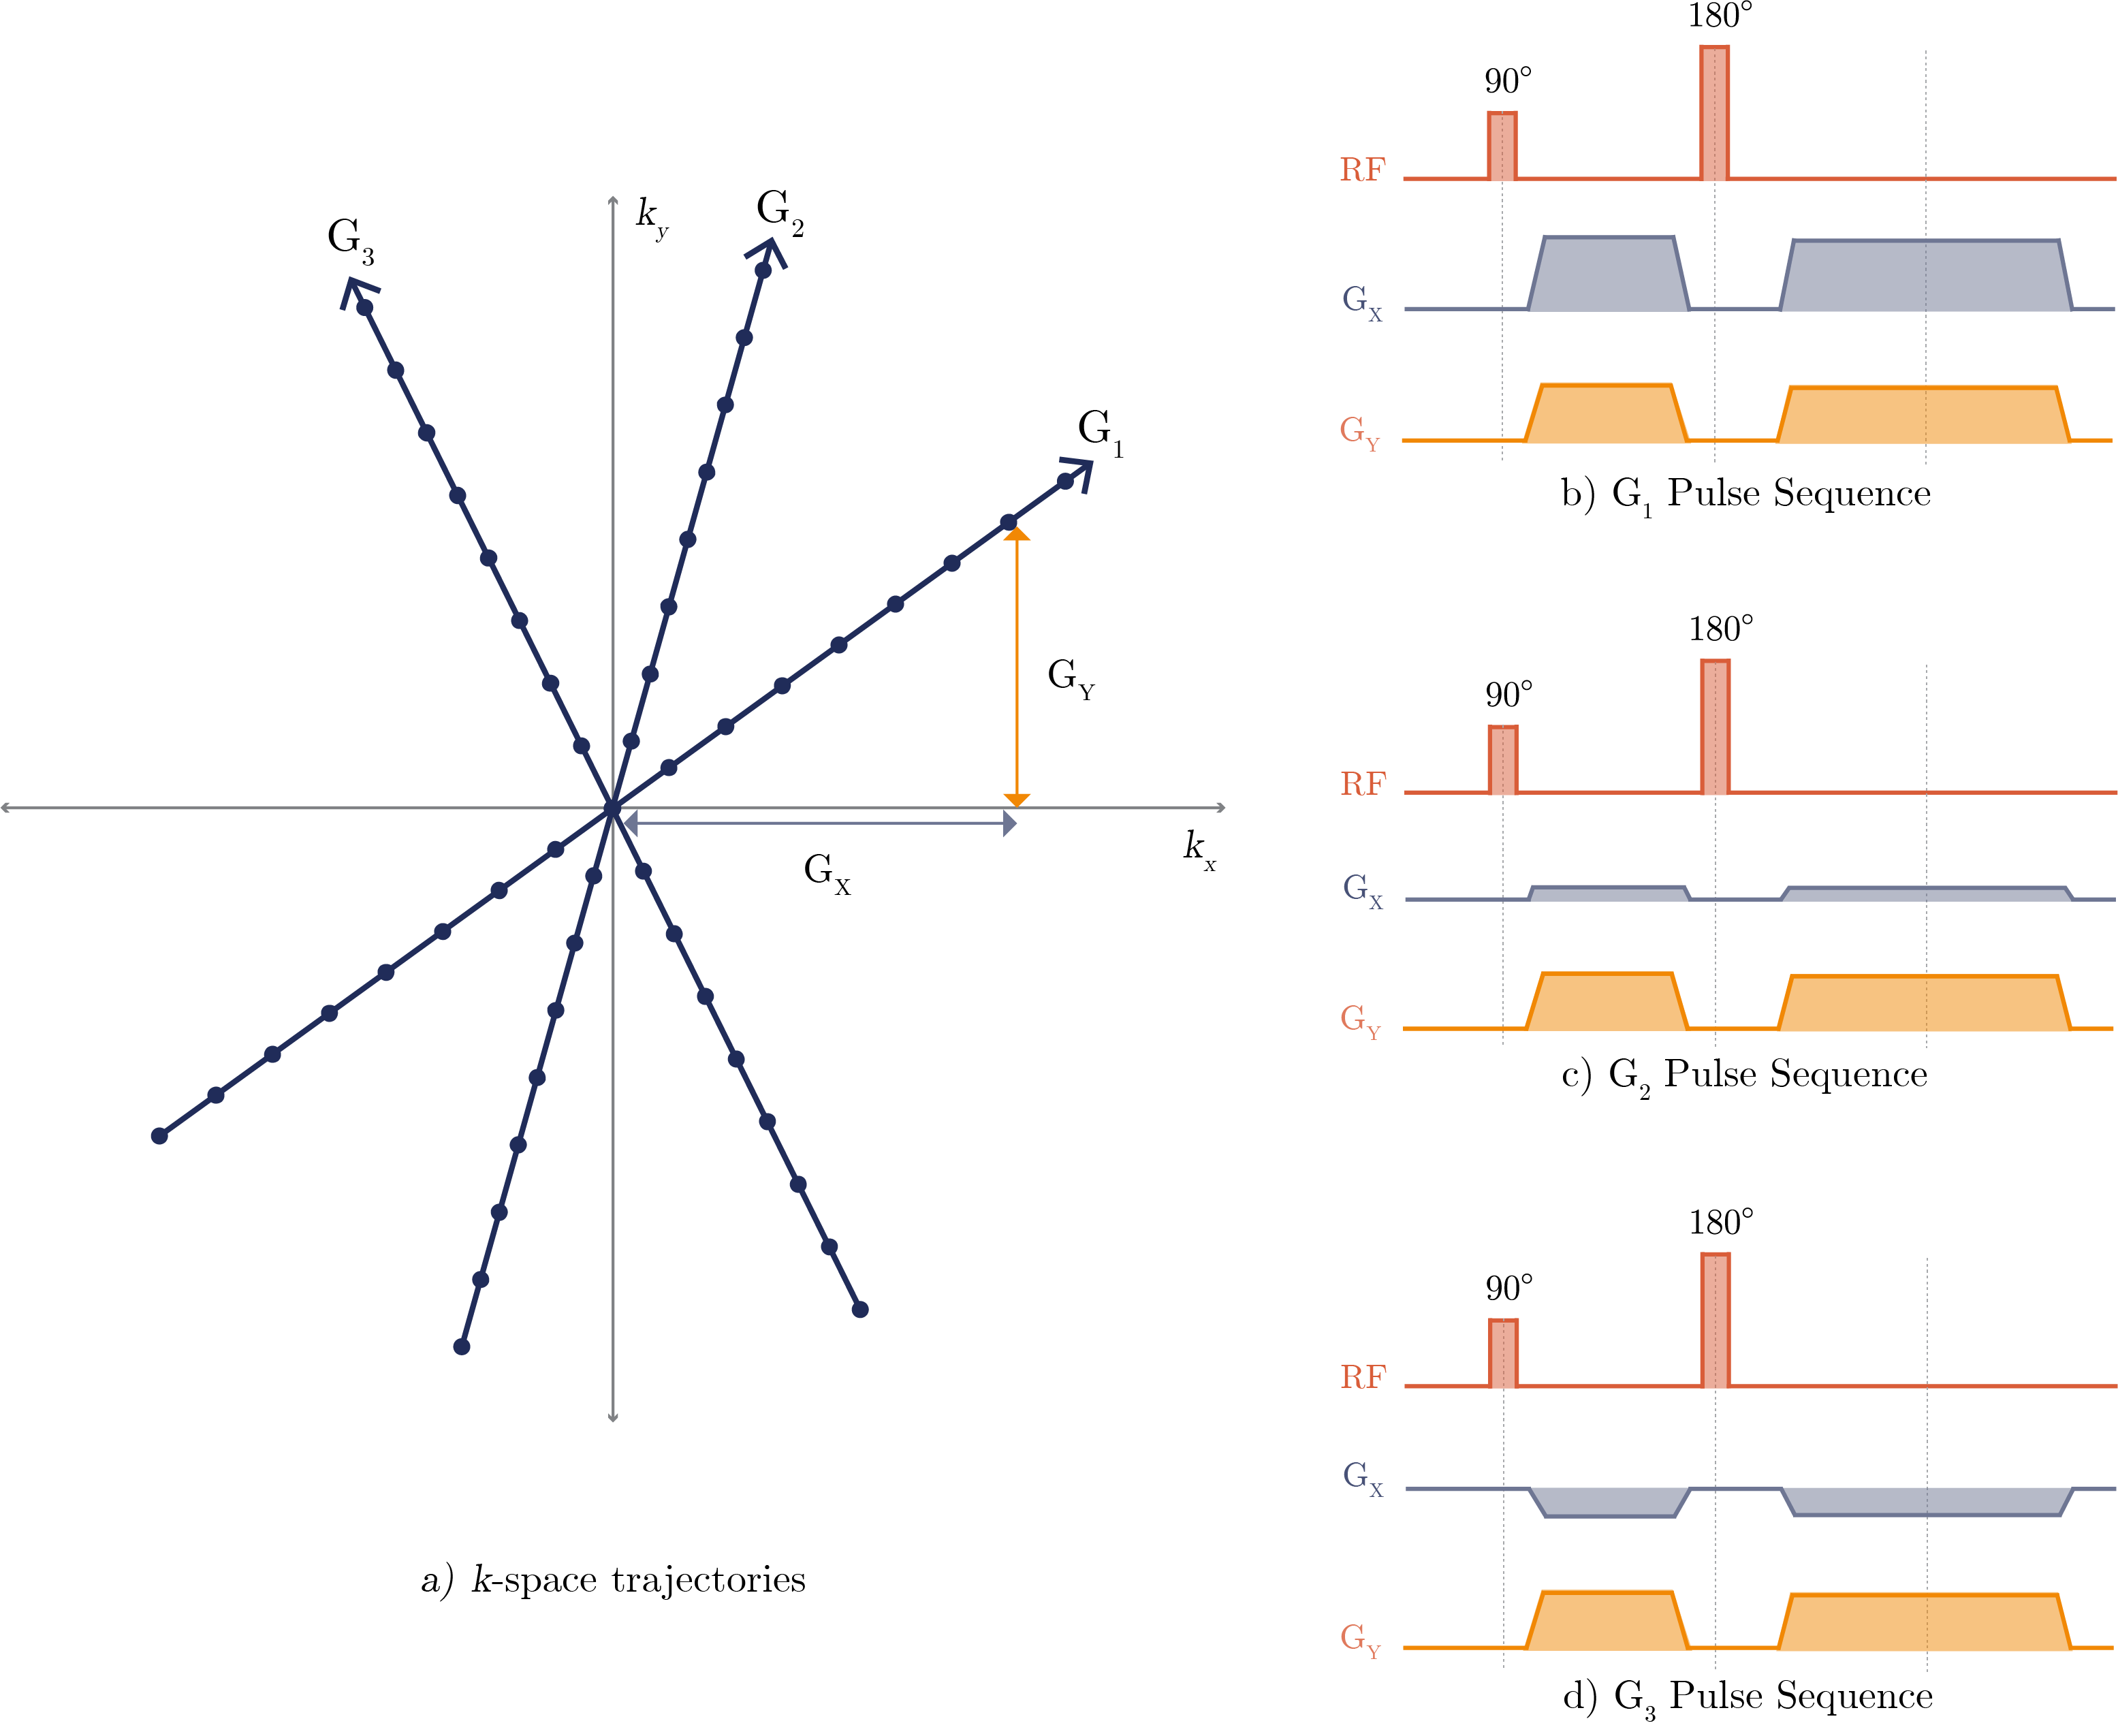 k_y
G_3
G_2
G_1
G_Y
G_X
k_x
a) k-space trajectories
180°
90°
RF
G_X
G_Y
b) G_1 Pulse Sequence
180°
90°
RF
G_X
G_Y
c) G_2 Pulse Sequence
180°
90°
RF
G_X
G_Y
d) G_3 Pulse Sequence